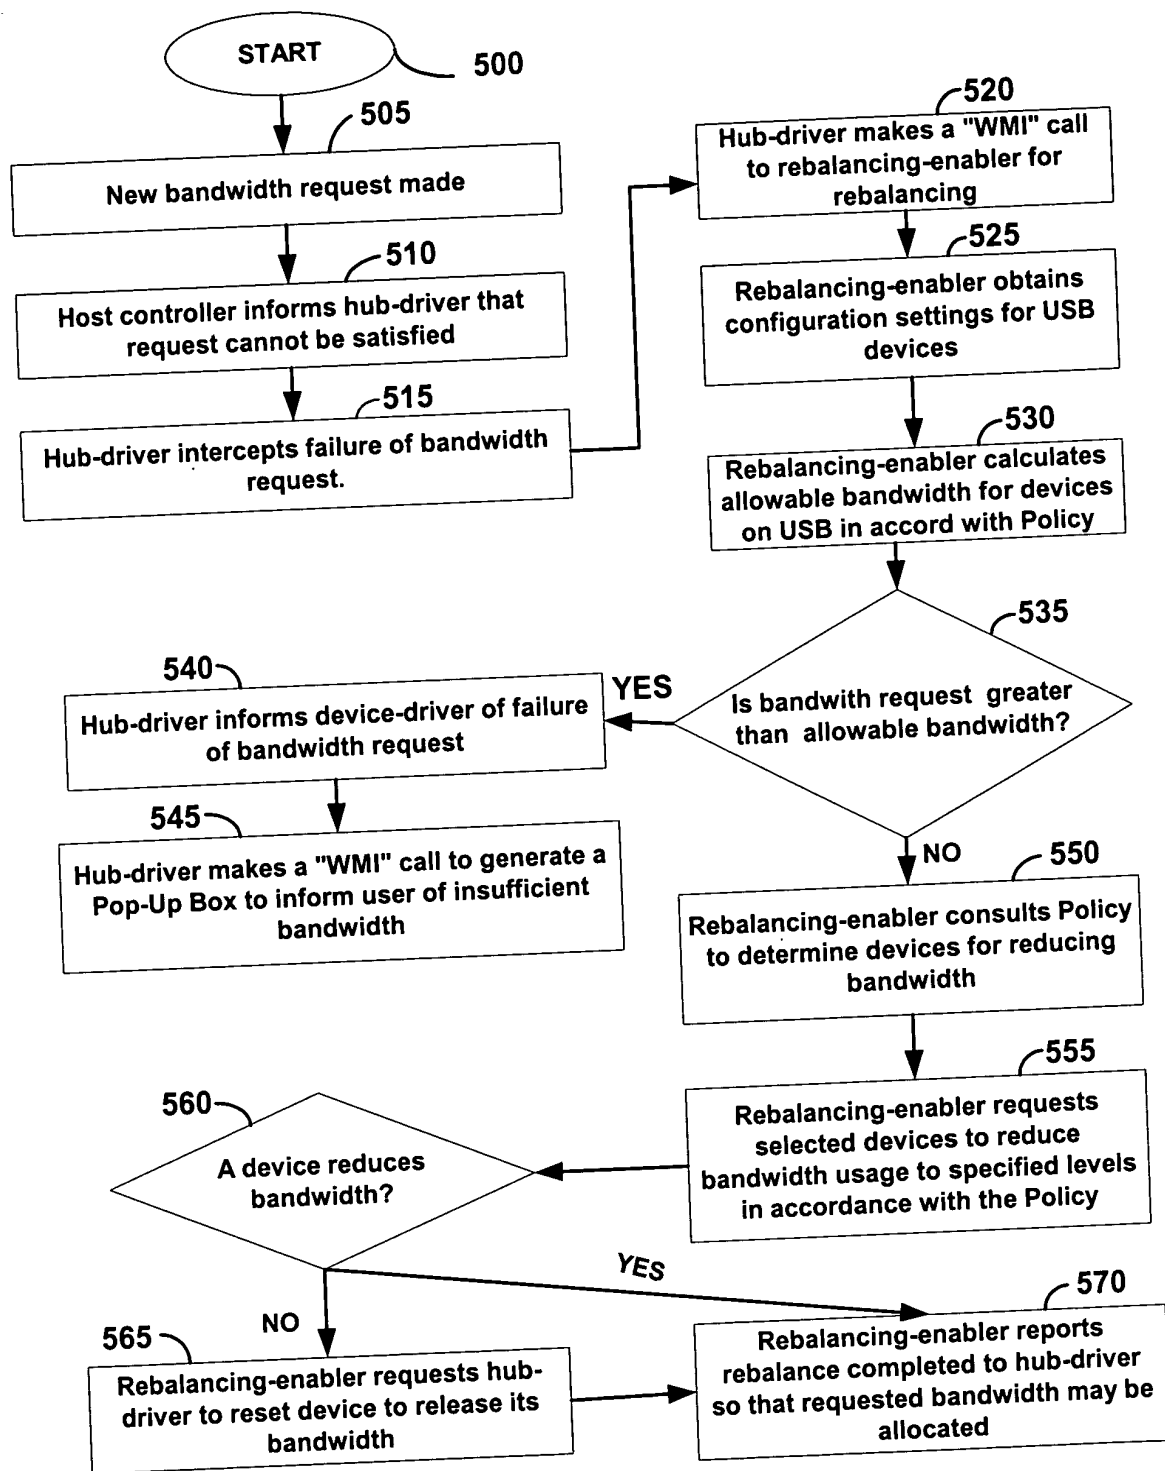 START
500
505
New bandwidth request made
510
Host controller informs hub-driver that
request cannot be satisfied
515
Hub-driver intercepts failure of bandwidth
request.
520
Hub-driver makes a "WMI" call
to rebalancing-enabler for
rebalancing
525
Rebalancing-enabler obtains
configuration settings for USB
devices
530
Rebalancing-enabler calculates
allowable bandwidth for devices
on USB in accord with Policy
535
Is bandwith request greater
than allowable bandwidth?
YES
540
Hub-driver informs device-driver of failure
of bandwidth request
545
Hub-driver makes a "WMI" call to generate a
Pop-Up Box to inform user of insufficient
bandwidth
NO
550
Rebalancing-enabler consults Policy
to determine devices for reducing
bandwidth
555
Rebalancing-enabler requests
selected devices to reduce
bandwidth usage to specified levels
in accordance with the Policy
560
A device reduces
bandwidth?
YES
NO
565
Rebalancing-enabler requests hub-
driver to reset device to release its
bandwidth
570
Rebalancing-enabler reports
rebalance completed to hub-driver
so that requested bandwidth may be
allocated